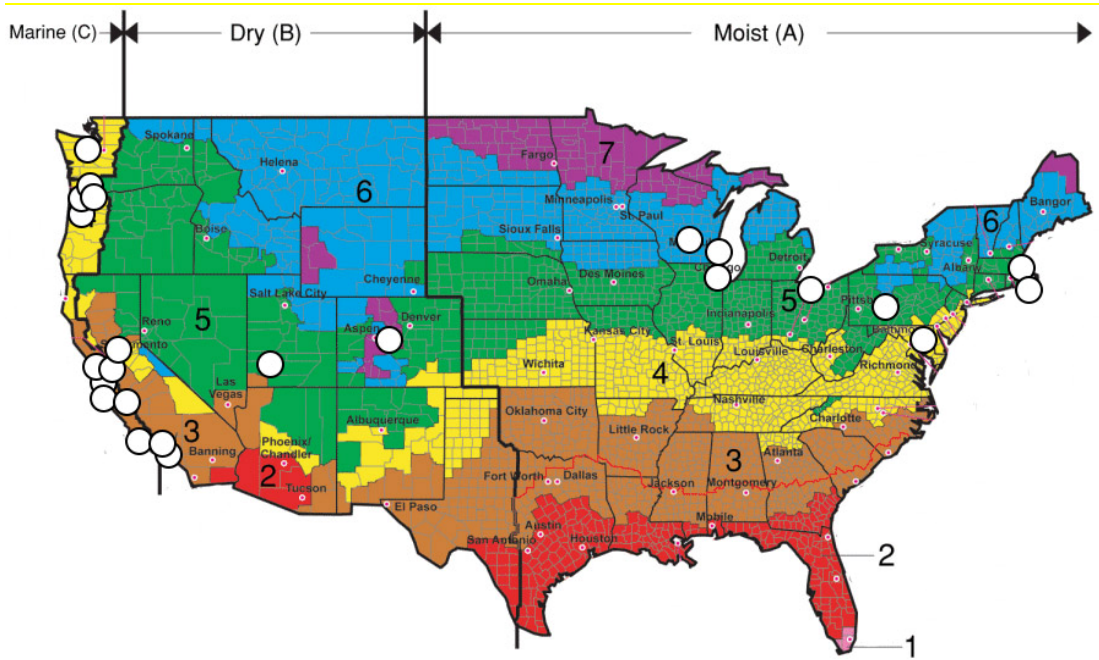 Marine (C)
Dry (B)
Moist (A)
Spokane
Helena
6
Fargo
7
Minneapolis
St. Paul
Bangor
6
Boise
Sioux Falls
Syracuse
Albany
Detroit
Cheyenne
Salt Lake City
Omaha
Des Moines
5
Reno
5
Aspen
Denver
Indianapolis
Kansas City
St. Louis
Louisville
Charleston
Richmond
Wichita
4
Las
Vegas
Nashville
Charlotte
Albuquerque
Oklahoma City
Little Rock
3
Banning
Phoenix/
Chandler
2
Tucson
Atlanta
3
Fort Worth
Dallas
Jackson
Montgomery
El Paso
Mobile
Austin
San Antonio
Houston
2
1